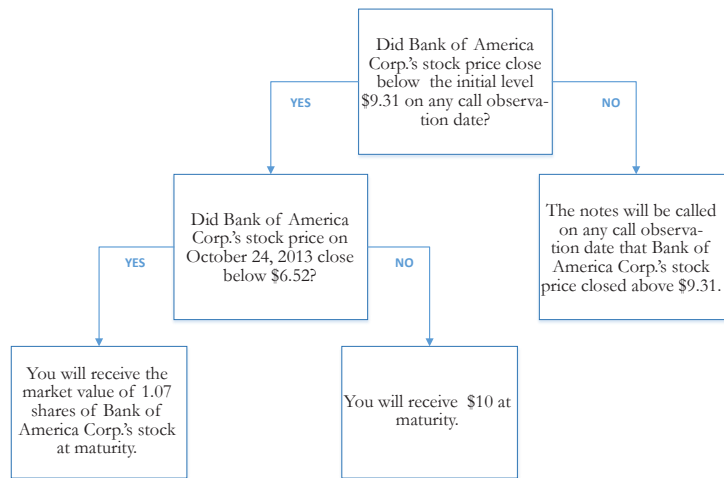 Did Bank of America
Corp.'s stock price close
below the initial level
$9.31 on any call observa-
tion date?
YES
NO
Did Bank of America
Corp.'s stock price on
October 24, 2013 close
below $6.52?
The notes will be called
on any call observa-
tion date that Bank of
America Corp.'s stock
price closed above $9.31.
YES
NO
You will receive the
market value of 1.07
shares of Bank of
America Corp.'s stock
at maturity.
You will receive $10 at
maturity.